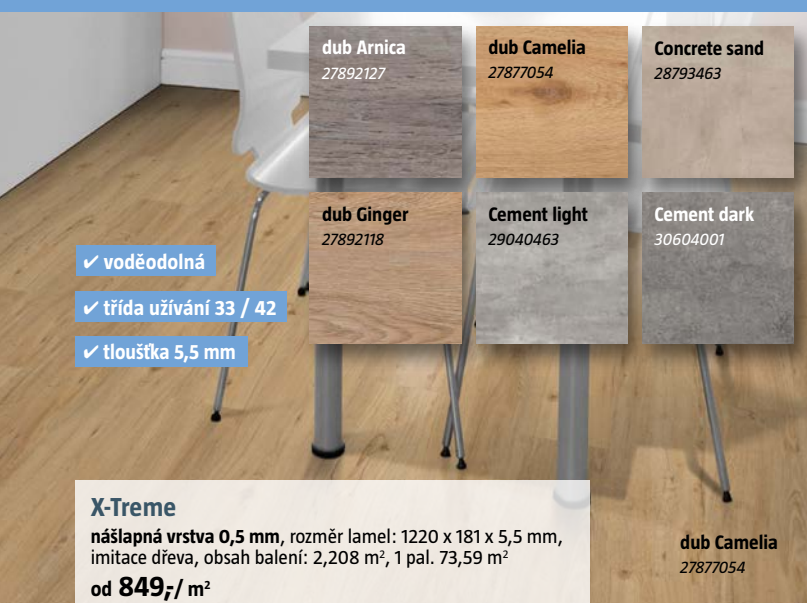 dub Arnica
27892127
dub Camelia
27877054
Concrete sand
28793463
dub Ginger
27892118
Cement light
29040463
Cement dark
30604001
✔ voděodolná
✔ třída užívání 33 / 42
✔ tloušťka 5,5 mm
X-Treme
nášlapná vrstva 0,5 mm, rozměr lamel: 1220 x 181 x 5,5 mm,
imitace dřeva, obsah balení: 2,208 m², 1 pal. 73,59 m²
od 849,-/ m²
dub Camelia
27877054